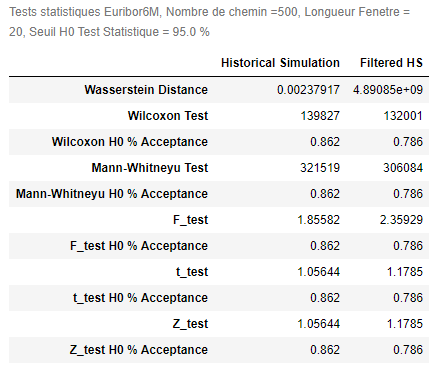 Tests statistiques Euribor6M, Nombre de chemin =500, Longueur Fenetre =
20, Seuil H0 Test Statistique = 95.0 %
Historical Simulation Filtered HS
Wasserstein Distance 0.00237917 4.89085e+09
Wilcoxon Test 139827 132001
Wilcoxon H0 % Acceptance 0.862 0.786
Mann-Whitneyu Test 321519 306084
Mann-Whitneyu H0 % Acceptance 0.862 0.786
F_test 1.85582 2.35929
F_test H0 % Acceptance 0.862 0.786
t_test 1.05644 1.1785
t_test H0 % Acceptance 0.862 0.786
Z_test 1.05644 1.1785
Z_test H0 % Acceptance 0.862 0.786